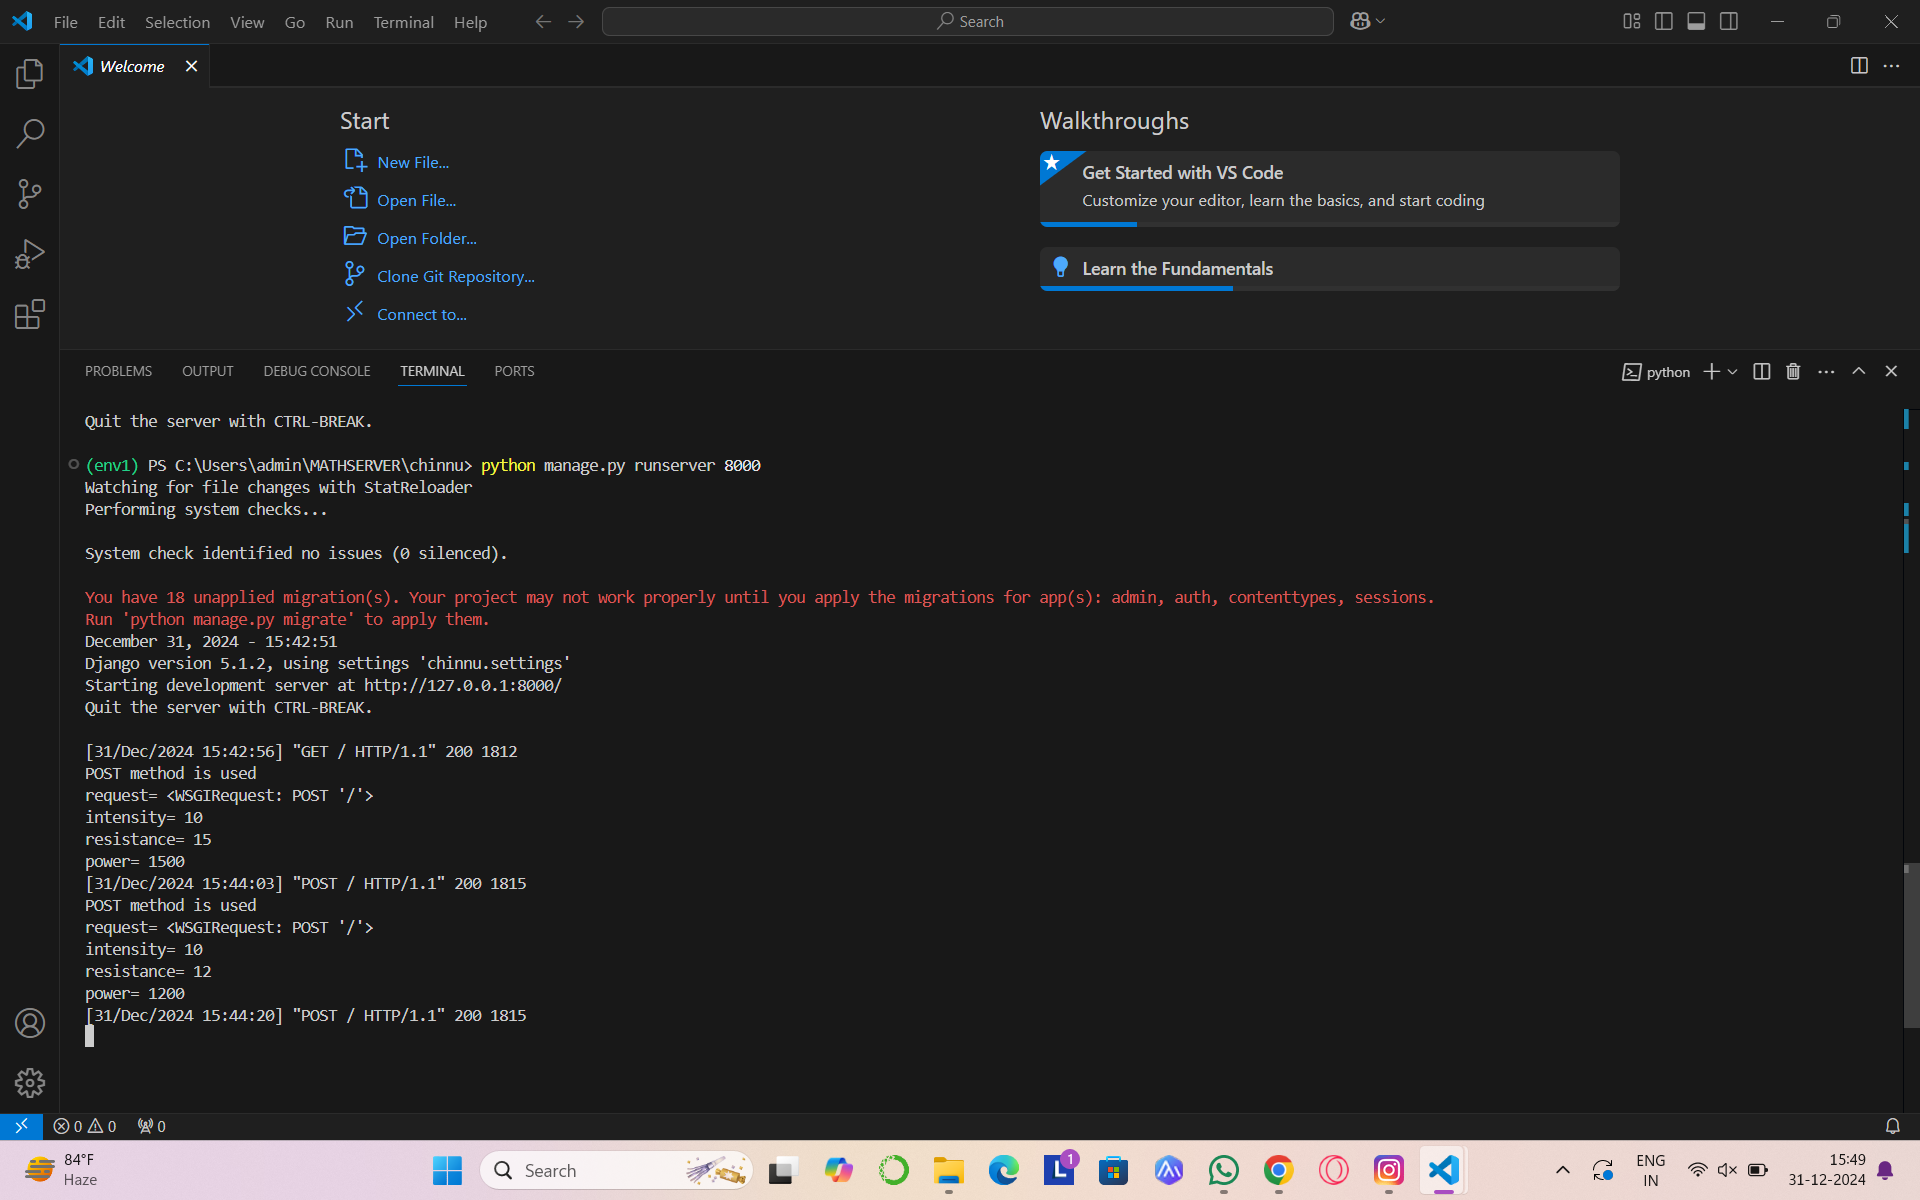 File Edit Selection View Go Run Terminal Help
Search
Welcome
Start
New File...
Open File...
Open Folder...
Clone Git Repository...
Connect to...
Walkthroughs
Get Started with VS Code
Customize your editor, learn the basics, and start coding
Learn the Fundamentals
PROBLEMS OUTPUT DEBUG CONSOLE TERMINAL PORTS
python
Quit the server with CTRL-BREAK.
(env1) PS C:\Users\admin\MATHSERVER\chinnu> python manage.py runserver 8000
Watching for file changes with StatReloader
Performing system checks...
System check identified no issues (0 silenced).
You have 18 unapplied migration(s). Your project may not work properly until you apply the migrations for app(s): admin, auth, contenttypes, sessions.
Run 'python manage.py migrate' to apply them.
December 31, 2024 - 15:42:51
Django version 5.1.2, using settings 'chinnu.settings'
Starting development server at http://127.0.0.1:8000/
Quit the server with CTRL-BREAK.
[31/Dec/2024 15:42:56] "GET / HTTP/1.1" 200 1812
POST method is used
request= <WSGIRequest: POST '/'>
intensity= 10
resistance= 15
power= 1500
[31/Dec/2024 15:44:03] "POST / HTTP/1.1" 200 1815
POST method is used
request= <WSGIRequest: POST '/'>
intensity= 10
resistance= 12
power= 1200
[31/Dec/2024 15:44:20] "POST / HTTP/1.1" 200 1815
0 0 0
84°F
Haze
Search
L 1
ENG
IN
15:49
31-12-2024